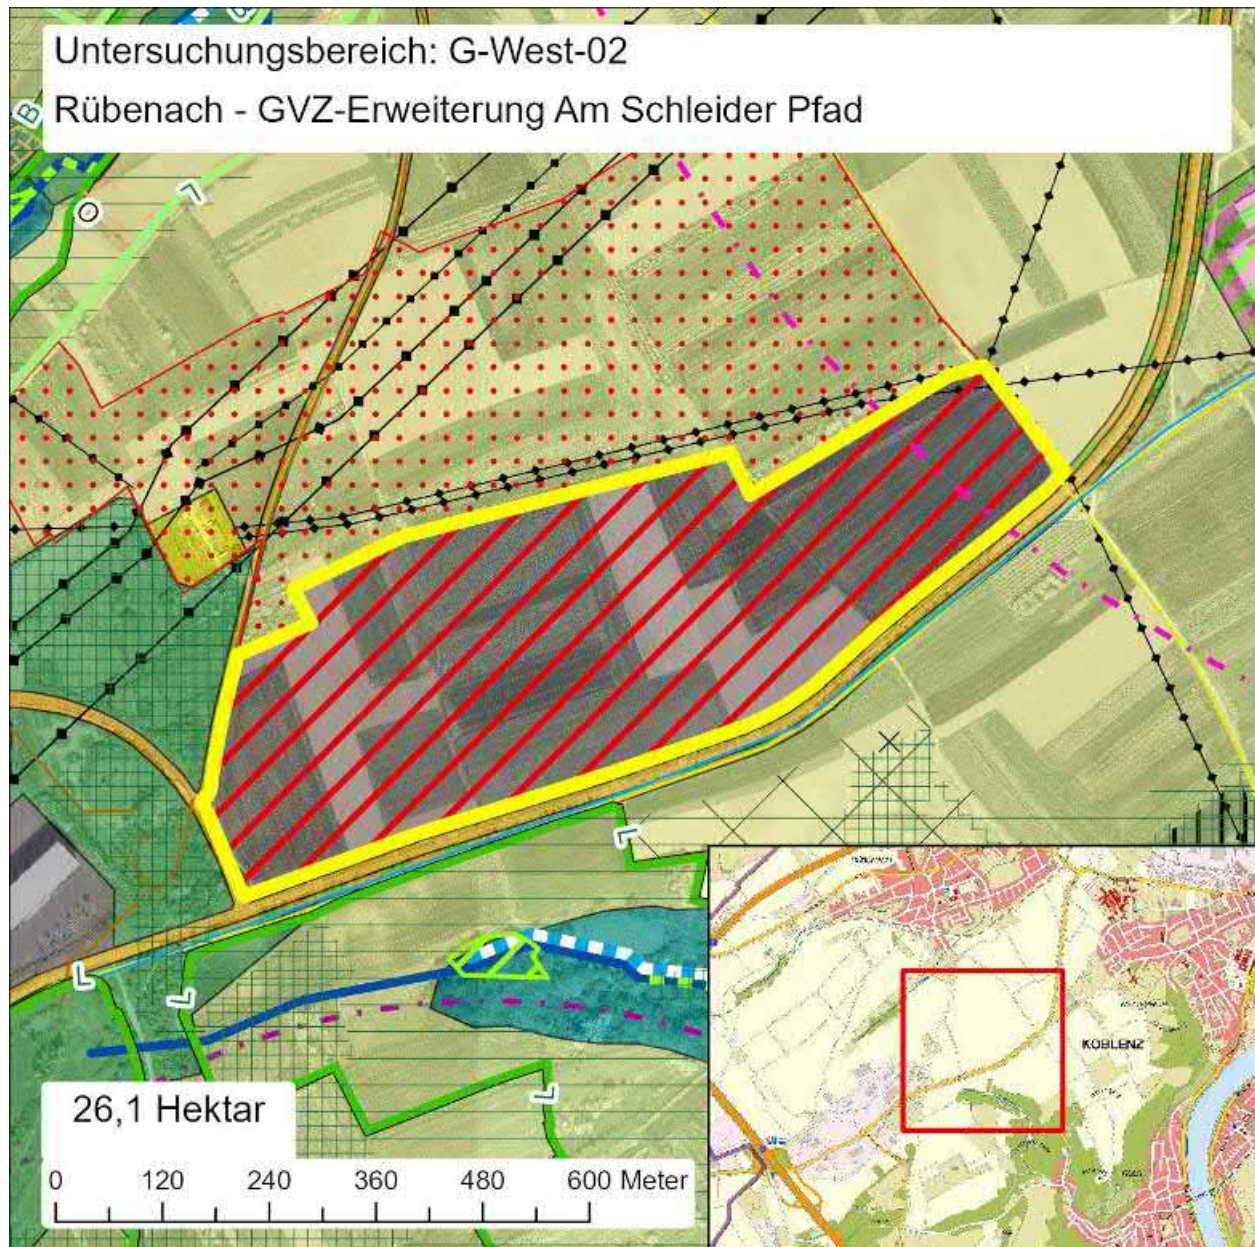 Untersuchungsbereich: G-West-02
Rübenach - GVZ-Erweiterung Am Schleider Pfad
B
L
L
L
L
L
26,1 Hektar
0 120 240 360 480 600 Meter
KOBLENZ